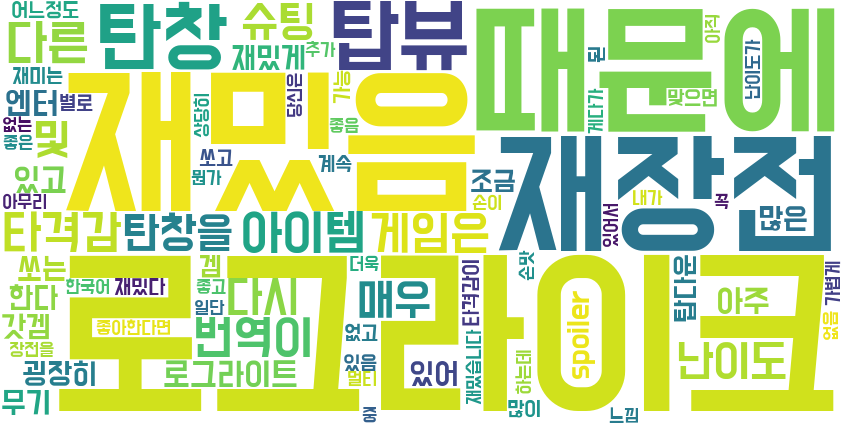 어느정도
다른
탄창
슈팅
재밌게
추가
탑뷰
때문에
아직
된
난이도가
재미는
엔터
별로
없는
좋은
및
있고
아무리
재밌음
상당히
당신은
가능
좋음
쏘고
뭔가
계속
게다가
맞으면
조금
손이
재장전
있어서
내가
꼭
많은
타격감
탄창을
아이템
게임은
쏘는
한다
한국어
재밌다
갓겜
장전을
좋아한다면
굉장히
무기
로그라이크
겜
좋고
일단
다시
번역이
로그라이트
더욱
매우
없고
있음
멀티
중
있어
타격감이
재밌습니다
손맛
하는데
많이
spoiler
느낌
탑다운
아주
난이도
가볍게
없음